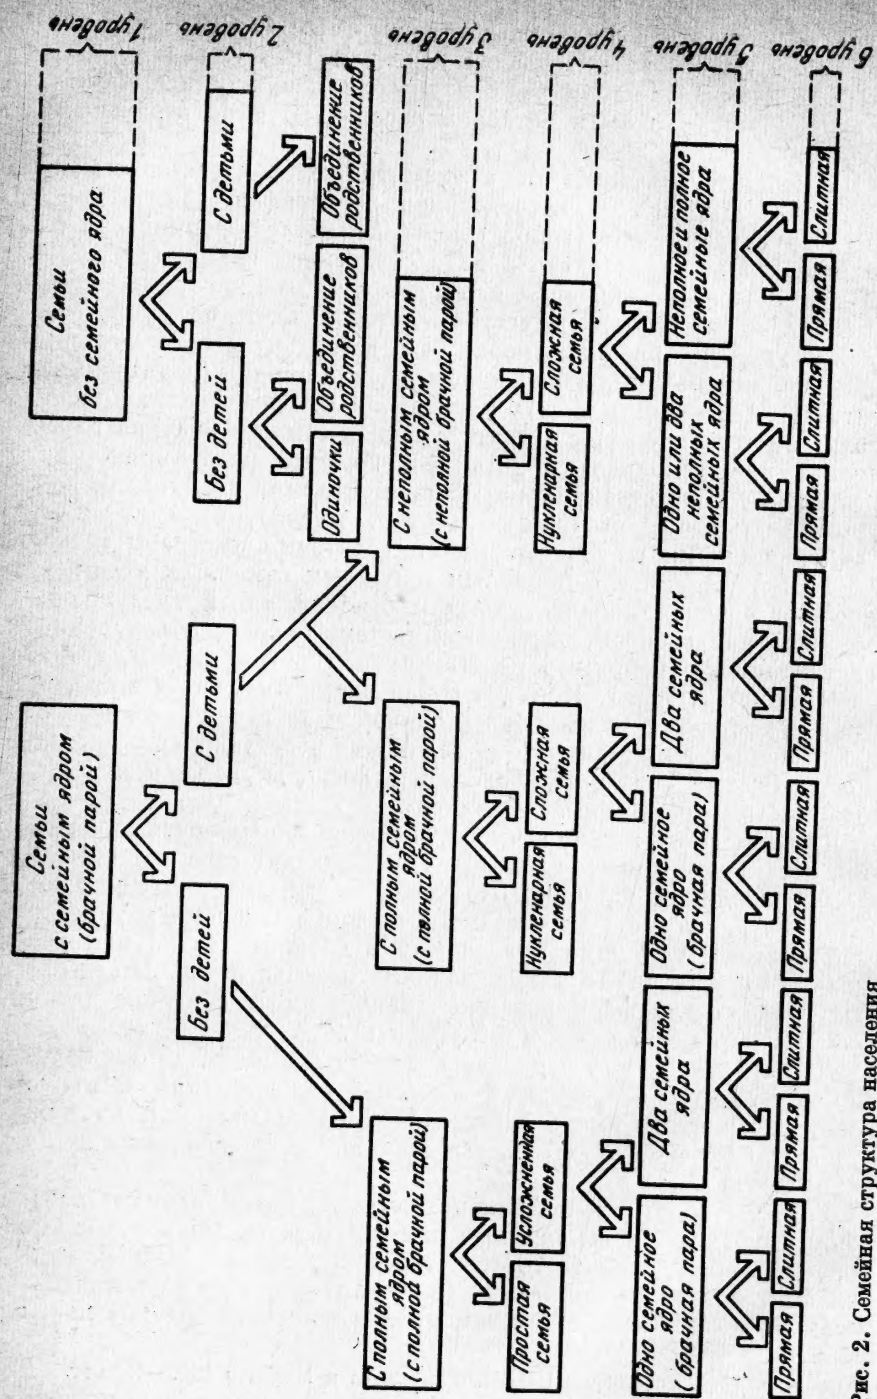 Семьи
с семейным ядром
(брачной парой)
Семьи
без семейного ядра
1 уровень
Без детей
С детьми
Без детей
С детьми
2 уровень
Одиночки
Объединение
родственников
Объединение
родственников
С полным семейным
ядром
(с полной брачной парой)
С полным семейным
ядром
(с полной брачной парой)
С неполным семейным
ядром
(с неполной брачной парой)
3 уровень
Простая
семья
Усложненная
семья
Нуклеарная
семья
Сложная
семья
Нуклеарная
семья
Сложная
семья
4 уровень
Одно семейное
ядро
(брачная пара)
Два семейных
ядра
Одно семейное
ядро
(брачная пара)
Два семейных
ядра
Одно или два
неполных
семейных ядра
Неполное и полное
семейные ядра
5 уровень
Прямая
Слитная
Прямая
Слитная
Прямая
Слитная
Прямая
Слитная
Прямая
Слитная
Прямая
Слитная
6 уровень
Рис. 2. Семейная структура населения